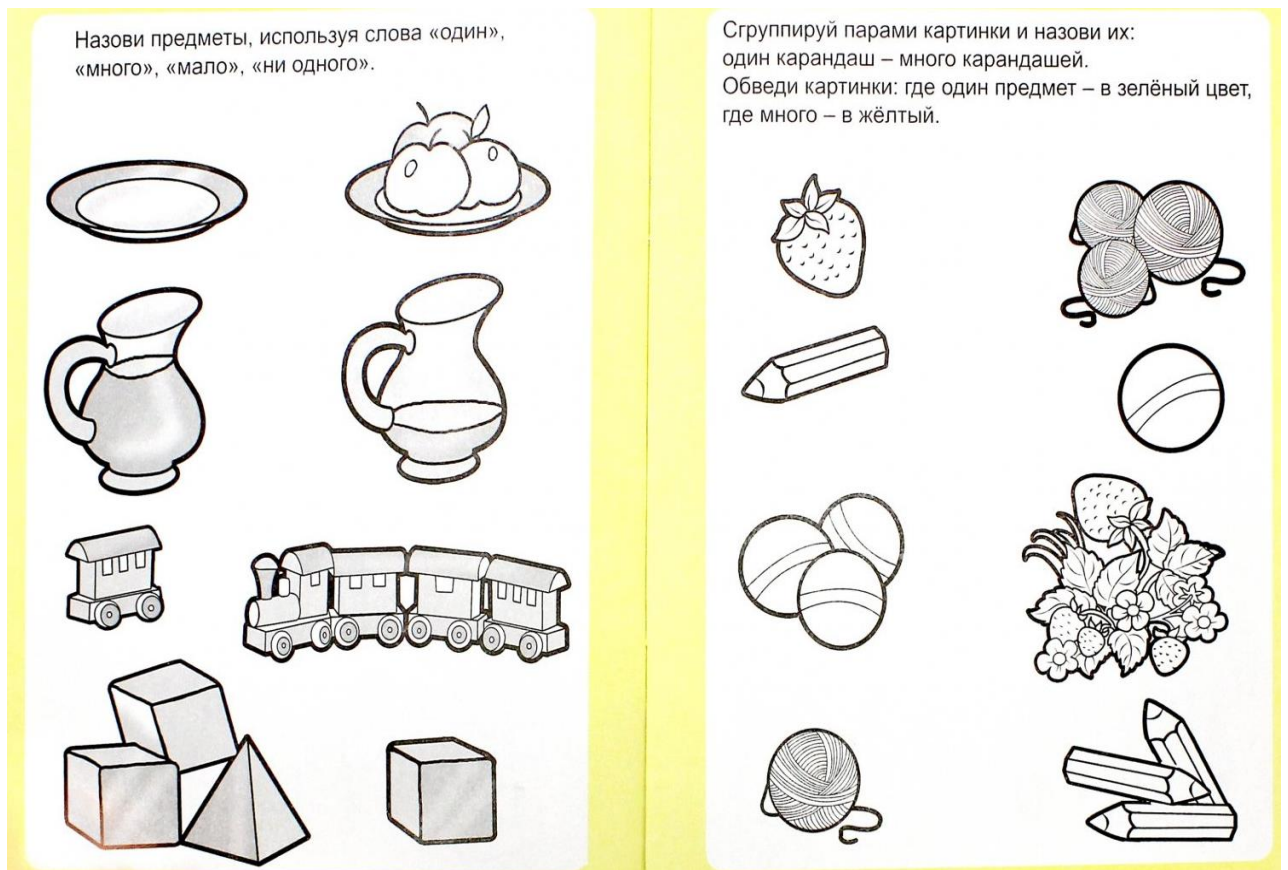 Назови предметы, используя слова «один»,
«много», «мало», «ни одного».
Сгруппируй парами картинки и назови их:
один карандаш – много карандашей.
Обведи картинки: где один предмет – в зелёный цвет,
где много – в жёлтый.